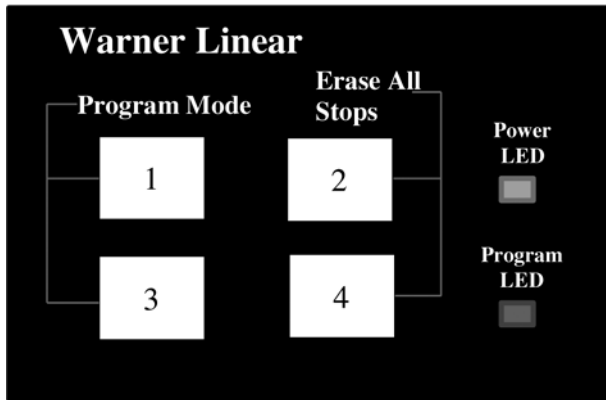 Warner Linear
Program Mode
Erase All
Stops
Power
LED
1
2
Program
LED
3
4